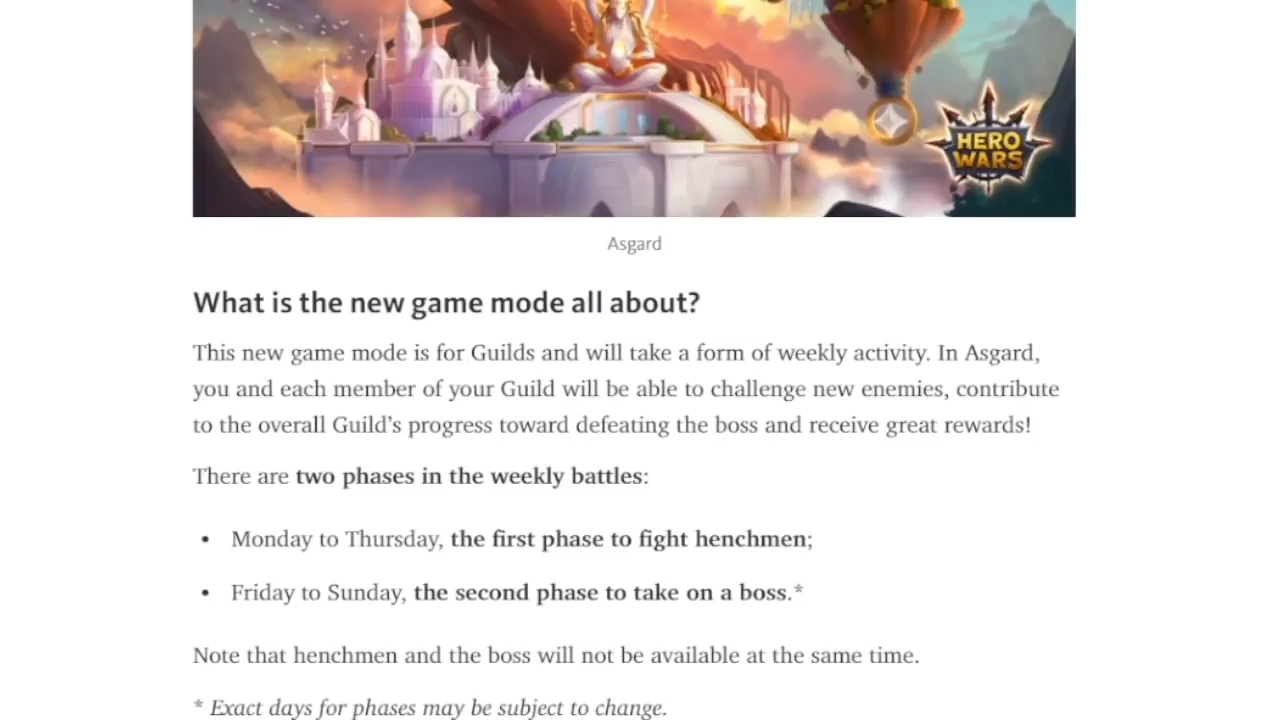 HERO
WARS
Asgard
What is the new game mode all about?
This new game mode is for Guilds and will take a form of weekly activity. In Asgard,
you and each member of your Guild will be able to challenge new enemies, contribute
to the overall Guild’s progress toward defeating the boss and receive great rewards!
There are two phases in the weekly battles:
• Monday to Thursday, the first phase to fight henchmen;
• Friday to Sunday, the second phase to take on a boss.*
Note that henchmen and the boss will not be available at the same time.
* Exact days for phases may be subject to change.